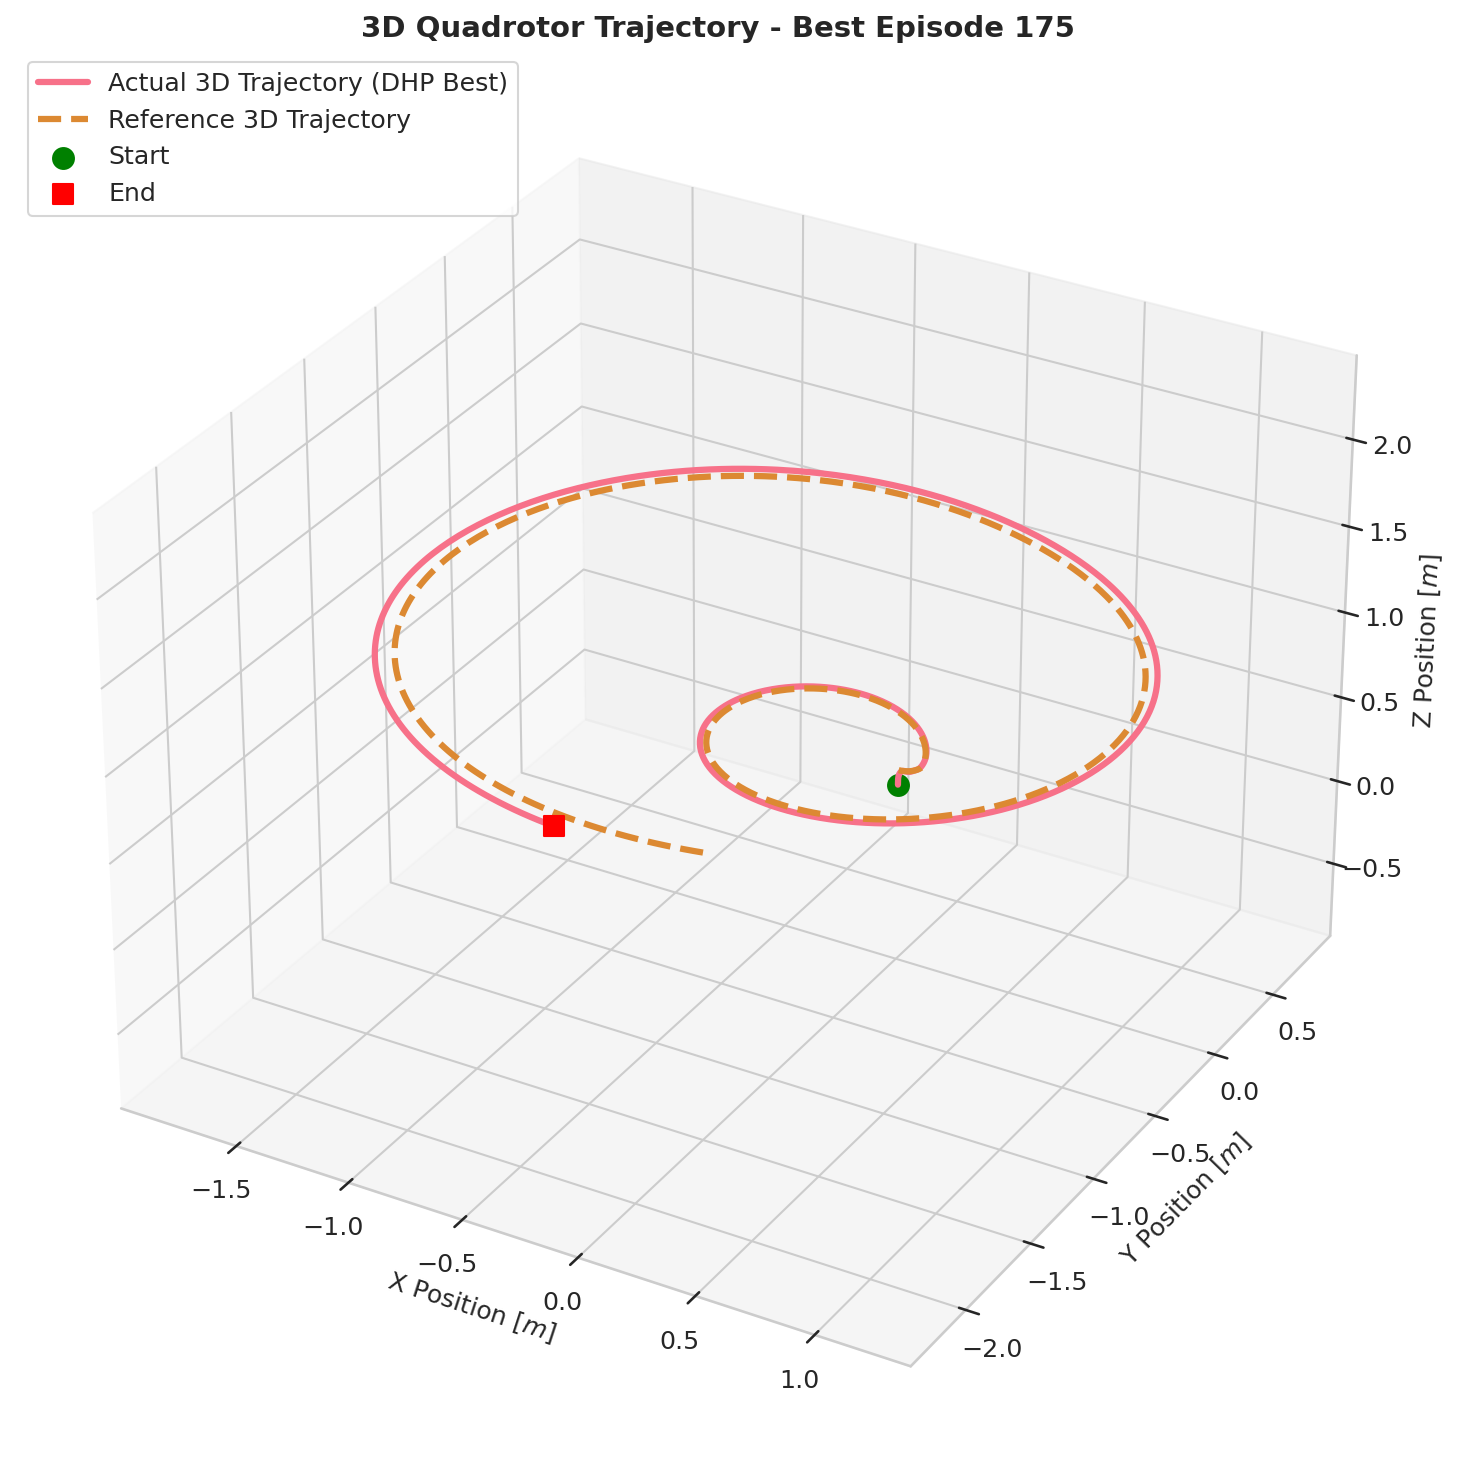 3D Quadrotor Trajectory - Best Episode 175
Actual 3D Trajectory (DHP Best)
Reference 3D Trajectory
Start
End
2.0
1.5
1.0
0.5
0.0
−0.5
Z Position [m]
0.5
0.0
−0.5
−1.0
−1.5
−2.0
Y Position [m]
−1.5
−1.0
−0.5
0.0
0.5
1.0
X Position [m]